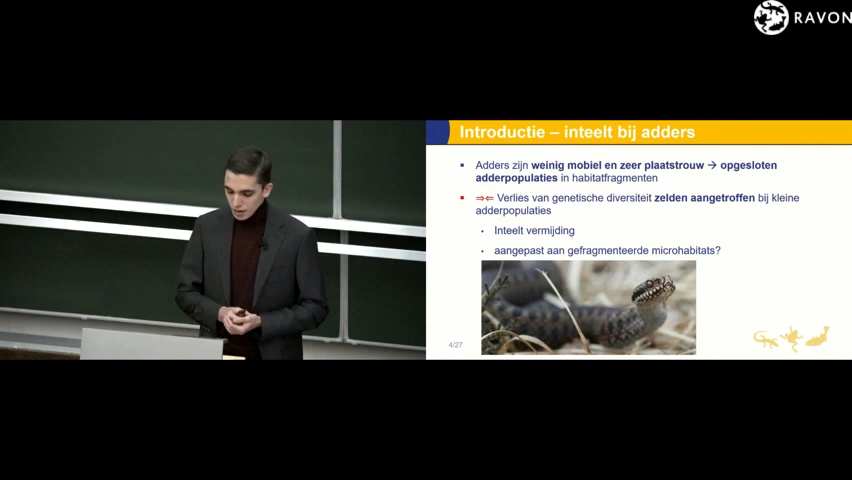 RAVON
Introductie – inteelt bij adders
Adders zijn weinig mobiel en zeer plaatstrouw → opgesloten
adderpopulaties in habitatfragmenten
⇒⇐ Verlies van genetische diversiteit zelden aangetroffen bij kleine
adderpopulaties
Inteelt vermijding
aangepast aan gefragmenteerde microhabitats?
4/27